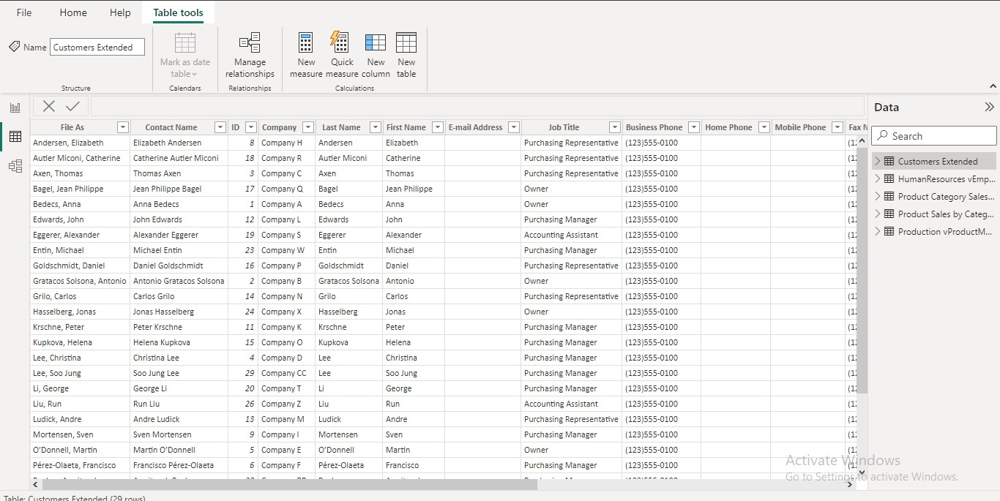 File Home Help Table tools
Name Customers Extended
Mark as date table
Manage relationships
New measure
Quick measure
New column
New table
Structure Calendars Relationships Calculations
Data
Search
Customers Extended
HumanResources vEmp...
Product Category Sales...
Product Sales by Categ...
Production vProductM...
File As Contact Name ID Company Last Name First Name E-mail Address Job Title Business Phone Home Phone Mobile Phone Fax N
Andersen, Elizabeth Elizabeth Andersen 8 Company H Andersen Elizabeth Purchasing Representative (123)555-0100 (12
Autier Miconi, Catherine Catherine Autier Miconi 18 Company R Autier Miconi Catherine Purchasing Representative (123)555-0100 (12
Axen, Thomas Thomas Axen 3 Company C Axen Thomas Purchasing Representative (123)555-0100 (12
Bagel, Jean Philippe Jean Philippe Bagel 17 Company Q Bagel Jean Philippe Owner (123)555-0100 (12
Bedecs, Anna Anna Bedecs 1 Company A Bedecs Anna Owner (123)555-0100 (12
Edwards, John John Edwards 12 Company L Edwards John Purchasing Manager (123)555-0100 (12
Eggerer, Alexander Alexander Eggerer 19 Company S Eggerer Alexander Accounting Assistant (123)555-0100 (12
Entin, Michael Michael Entin 23 Company W Entin Michael Purchasing Manager (123)555-0100 (12
Goldschmidt, Daniel Daniel Goldschmidt 16 Company P Goldschmidt Daniel Purchasing Representative (123)555-0100 (12
Gratacos Solsona, Antonio Antonio Gratacos Solsona 2 Company B Gratacos Solsona Antonio Owner (123)555-0100 (12
Grilo, Carlos Carlos Grilo 14 Company N Grilo Carlos Purchasing Representative (123)555-0100 (12
Hasselberg, Jonas Jonas Hasselberg 24 Company X Hasselberg Jonas Owner (123)555-0100 (12
Krschne, Peter Peter Krschne 11 Company K Krschne Peter Purchasing Manager (123)555-0100 (12
Kupkova, Helena Helena Kupkova 15 Company O Kupkova Helena Purchasing Manager (123)555-0100 (12
Lee, Christina Christina Lee 4 Company D Lee Christina Purchasing Manager (123)555-0100 (12
Lee, Soo Jung Soo Jung Lee 29 Company CC Lee Soo Jung Purchasing Manager (123)555-0100 (12
Li, George George Li 20 Company T Li George Purchasing Manager (123)555-0100 (12
Liu, Run Run Liu 26 Company Z Liu Run Accounting Assistant (123)555-0100 (12
Ludick, Andre Andre Ludick 13 Company M Ludick Andre Purchasing Representative (123)555-0100 (12
Mortensen, Sven Sven Mortensen 9 Company I Mortensen Sven Purchasing Manager (123)555-0100 (12
O’Donnell, Martin Martin O’Donnell 5 Company E O’Donnell Martin Owner (123)555-0100 (12
Pérez-Olaeta, Francisco Francisco Pérez-Olaeta 6 Company F Pérez-Olaeta Francisco Purchasing Manager (123)555-0100 (12
Activate Windows
Go to Settings to activate Windows.
Table: Customers Extended (29 rows)